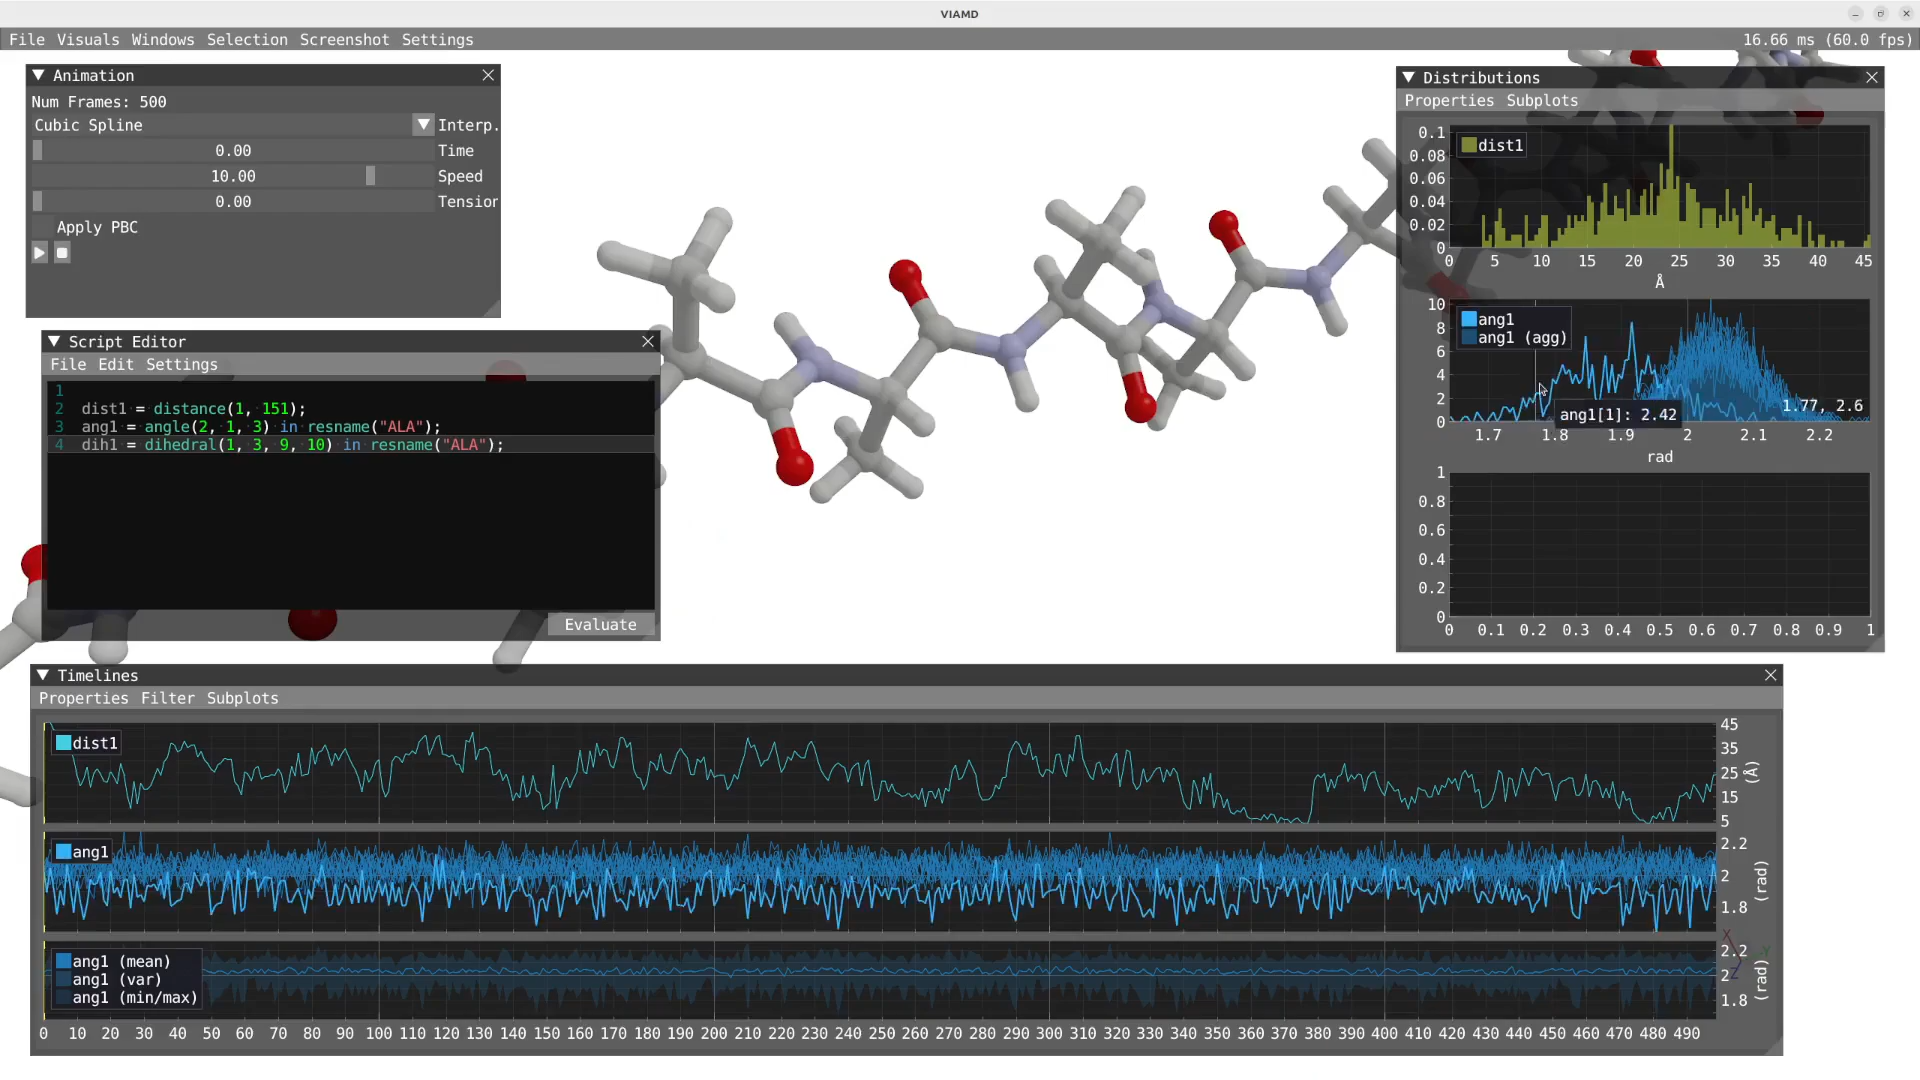 VIAMD
File Visuals Windows Selection Screenshot Settings 16.66 ms (60.0 fps)
Animation
Num Frames: 500
Cubic Spline Interp.
0.00 Time
10.00 Speed
0.00 Tension
Apply PBC
Script Editor
File Edit Settings
1
2 dist1 = distance(1, 151);
3 ang1 = angle(2, 1, 3) in resname("ALA");
4 dih1 = dihedral(1, 3, 9, 10) in resname("ALA");
Evaluate
Distributions
Properties Subplots
dist1
0.1
0.08
0.06
0.04
0.02
0
0 5 10 15 20 25 30 35 40 45
Å
ang1
ang1 (agg)
10
8
6
4
2
0
ang1[1]: 2.42
1.77, 2.6
1.7 1.8 1.9 2 2.1 2.2
rad
1
0.8
0.6
0.4
0.2
0
0 0.1 0.2 0.3 0.4 0.5 0.6 0.7 0.8 0.9 1
Timelines
Properties Filter Subplots
dist1
45
35
25
15
5
(Å)
ang1
2.2
2
1.8
(rad)
ang1 (mean)
ang1 (var)
ang1 (min/max)
2.2
2
1.8
(rad)
X
Y
Z
0 10 20 30 40 50 60 70 80 90 100 110 120 130 140 150 160 170 180 190 200 210 220 230 240 250 260 270 280 290 300 310 320 330 340 350 360 370 380 390 400 410 420 430 440 450 460 470 480 490